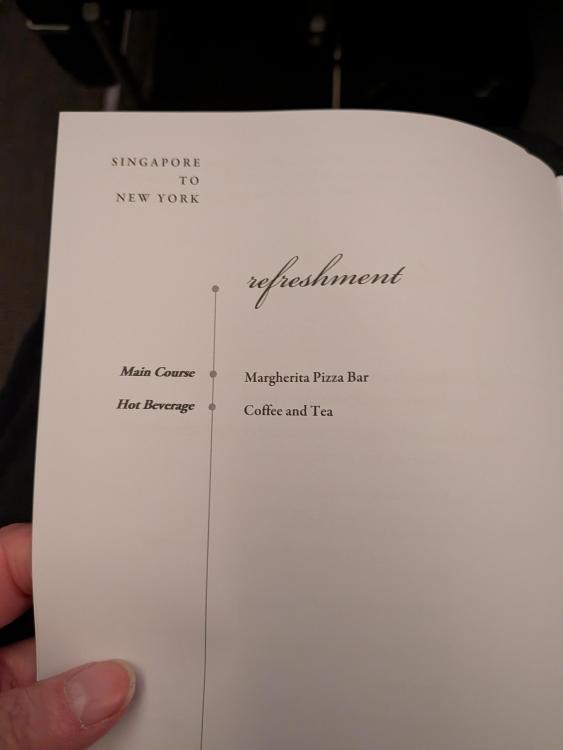 SINGAPORE
TO
NEW YORK
refreshment
Main Course Margherita Pizza Bar
Hot Beverage Coffee and Tea